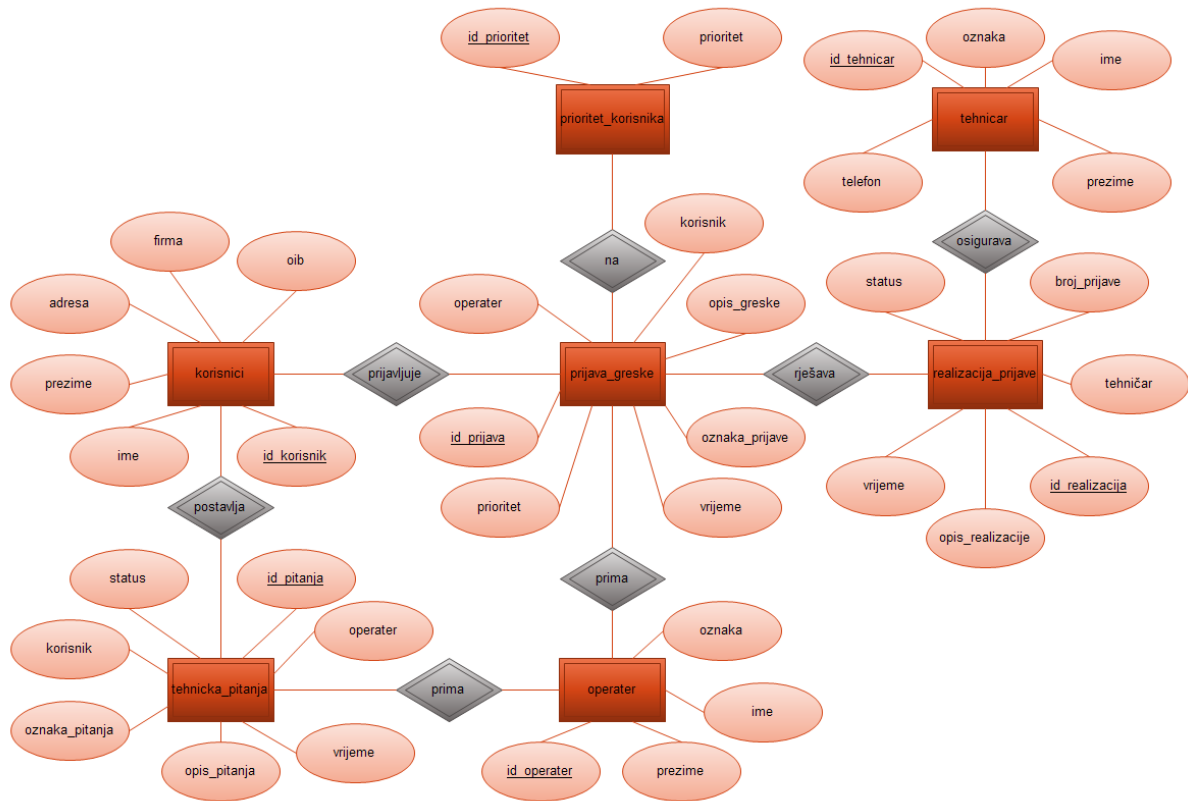 id_prioritet
prioritet
oznaka
id_tehnicar
ime
prioritet_korisnika
tehnicar
telefon
prezime
korisnik
firma
oib
na
osigurava
adresa
operater
opis_greske
status
broj_prijave
korisnici
prijavljuje
prijava_greske
rješava
realizacija_prijave
prezime
tehničar
ime
id_korisnik
id_prijava
oznaka_prijave
vrijeme
id_realizacija
postavlja
prioritet
vrijeme
opis_realizacije
status
id_pitanja
prima
korisnik
operater
oznaka
tehnicka_pitanja
prima
operater
ime
oznaka_pitanja
opis_pitanja
vrijeme
id_operater
prezime